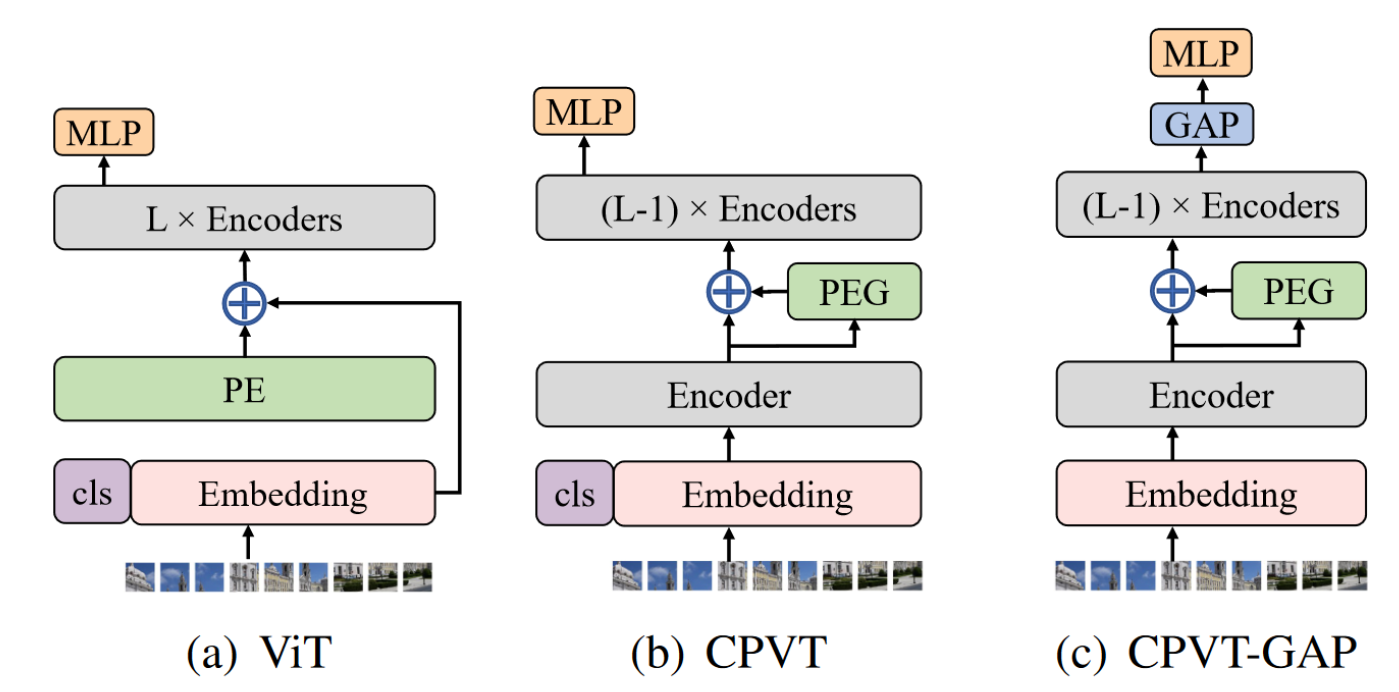 MLP
L × Encoders
PE
cls
Embedding
(a) ViT
MLP
(L-1) × Encoders
PEG
Encoder
cls
Embedding
(b) CPVT
MLP
GAP
(L-1) × Encoders
PEG
Encoder
Embedding
(c) CPVT-GAP